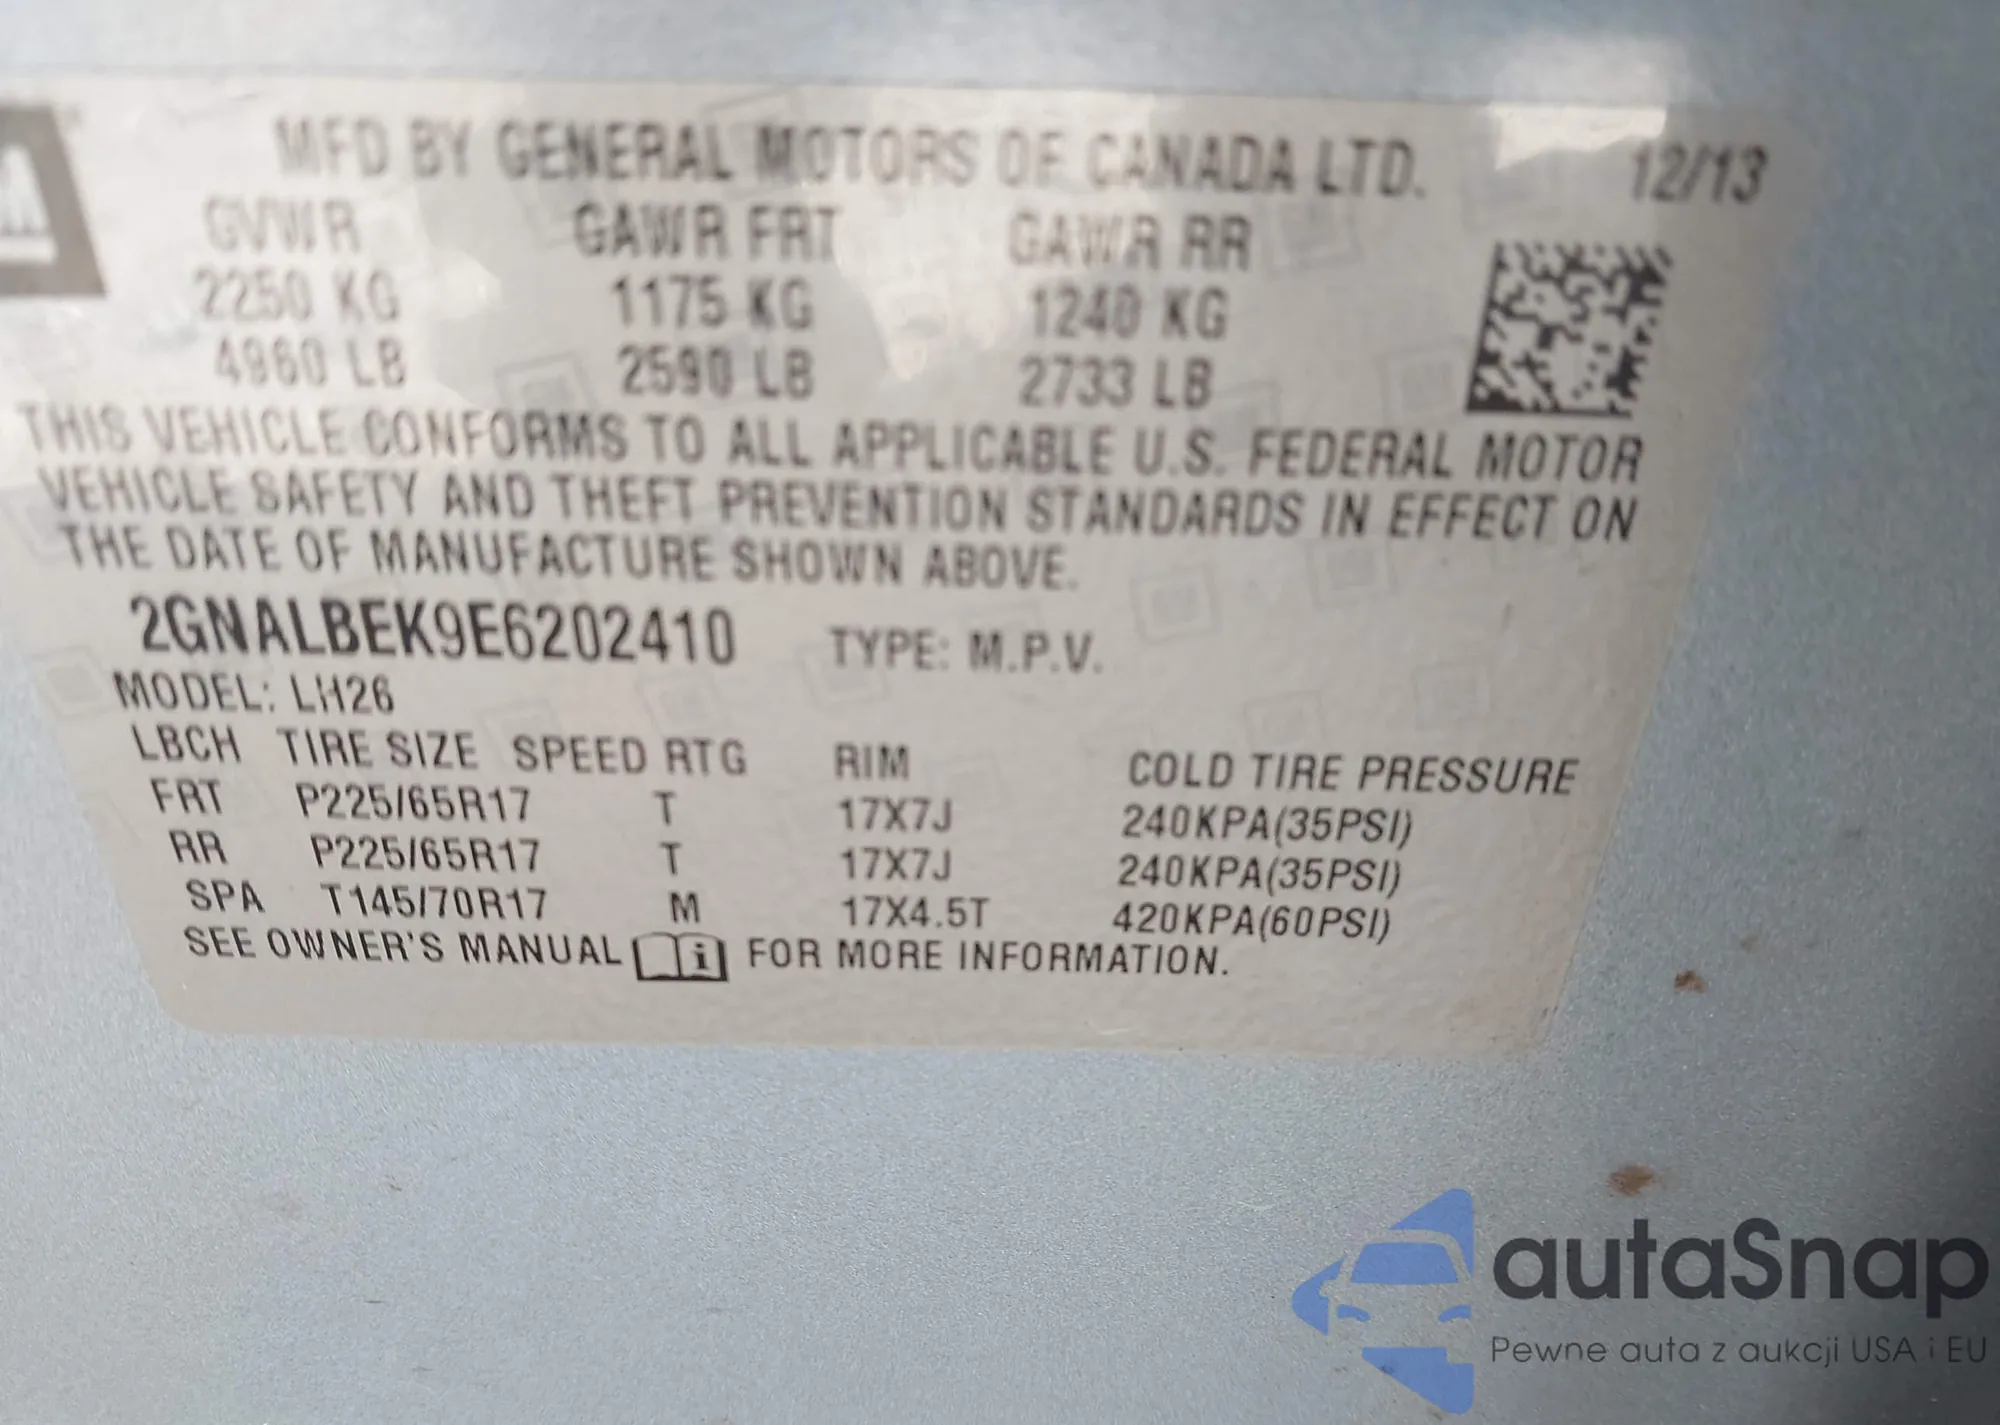 MFD BY GENERAL MOTORS OF CANADA LTD. 12/13
GVWR GAWR FRT GAWR RR
2250 KG 1175 KG 1240 KG
4960 LB 2590 LB 2733 LB
THIS VEHICLE CONFORMS TO ALL APPLICABLE U.S. FEDERAL MOTOR
VEHICLE SAFETY AND THEFT PREVENTION STANDARDS IN EFFECT ON
THE DATE OF MANUFACTURE SHOWN ABOVE.
2GNALBEK9E6202410 TYPE: M.P.V.
MODEL: LH26
LBCH TIRE SIZE SPEED RTG RIM COLD TIRE PRESSURE
FRT P225/65R17 T 17X7J 240KPA(35PSI)
RR P225/65R17 T 17X7J 240KPA(35PSI)
SPA T145/70R17 M 17X4.5T 420KPA(60PSI)
SEE OWNER'S MANUAL i FOR MORE INFORMATION.
autaSnap
Pewne auta z aukcji USA i EU